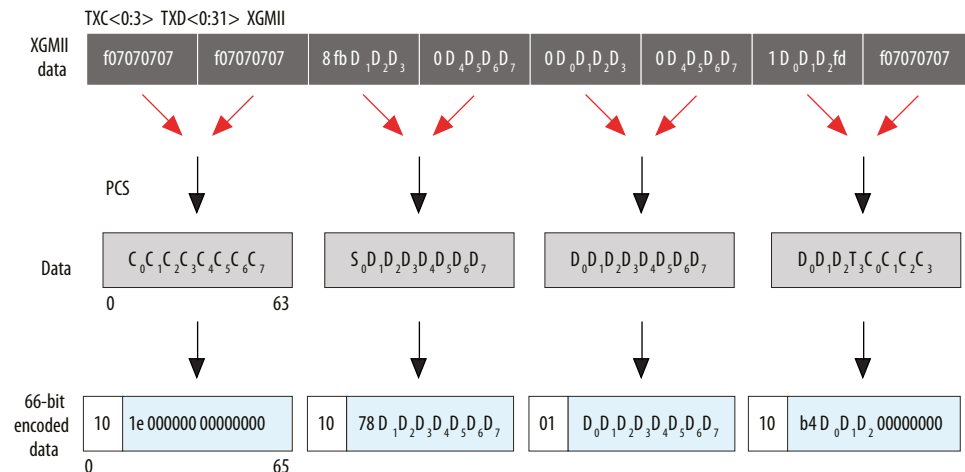 TXC<0:3> TXD<0:31> XGMII
XGMII
data
f07070707 f07070707 8 fb D₁D₂D₃ 0 D₄D₅D₆D₇ 0 D₀D₁D₂D₃ 0 D₄D₅D₆D₇ 1 D₀D₁D₂fd f07070707
PCS
Data
C₀C₁C₂C₃C₄C₅C₆C₇ S₀D₁D₂D₃D₄D₅D₆D₇ D₀D₁D₂D₃D₄D₅D₆D₇ D₀D₁D₂T₃C₀C₁C₂C₃
0 63
66-bit
encoded
data
10 1e 000000 00000000 10 78 D₁D₂D₃D₄D₅D₆D₇ 01 D₀D₁D₂D₃D₄D₅D₆D₇ 10 b4 D₀D₁D₂ 00000000
0 65